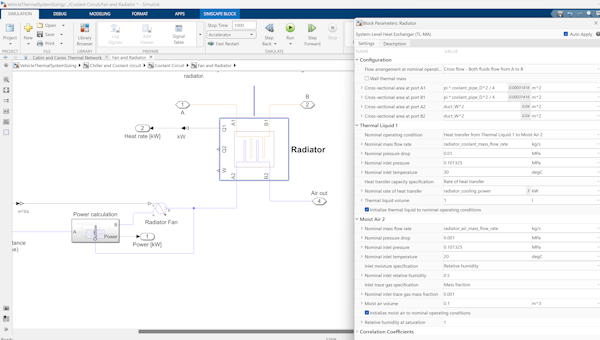 VehicleThermalSystemSizing/../Coolant Circuit/Fan and Radiator * - Simulink
SIMULATION
DEBUG
MODELING
FORMAT
APPS
SIMSCAPE BLOCK
New
Open
Save
Print
Library
Browser
Log
Signals
Add
Viewer
Signal
Table
Stop Time 1000
Accelerator
Fast Restart
Step
Back
Run
Step
Forward
Stop
FILE
LIBRARY
PREPARE
SIMULATE
Cabin and Comfort Thermal Network
Fan and Radiator
VehicleThermalSystemSizing
Chiller and Coolant circuit
Coolant Circuit
Fan and Radiator
radiator
1
A
2
B
A1
B1
2
Heat rate [kW]
kW
Q1
Q2
W
A2
B2
Radiator
Air out
4
Power calculation
A
B
Power
Radiator Fan
1
Power [kW]
Block Parameters: Radiator
System-Level Heat Exchanger (TL-MA)
Auto Apply
Settings
Description
NAME
VALUE
Configuration
Flow arrangement at nominal operati... Cross flow - Both fluids flow from A to B
Wall thermal mass
Cross-sectional area at port A1 pi * coolant_pipe_D^2 / 4 0.00031416 m^2
Cross-sectional area at port B1 pi * coolant_pipe_D^2 / 4 0.00031416 m^2
Cross-sectional area at port A2 duct_W^2 0.04 m^2
Cross-sectional area at port B2 duct_W^2 0.04 m^2
Thermal Liquid 1
Nominal operating condition Heat transfer from Thermal Liquid 1 to Moist Air 2
Nominal mass flow rate radiator_coolant_mass_flow_rate kg/s
Nominal pressure drop 0.01 MPa
Nominal inlet pressure 0.101325 MPa
Nominal inlet temperature 30 degC
Heat transfer capacity specification Rate of heat transfer
Nominal rate of heat transfer radiator_cooling_power 2 kW
Thermal liquid volume 1 l
Initialize thermal liquid to nominal operating conditions
Moist Air 2
Nominal mass flow rate radiator_air_mass_flow_rate kg/s
Nominal pressure drop 0.001 MPa
Nominal inlet pressure 0.101325 MPa
Nominal inlet temperature 20 degC
Inlet moisture specification Relative humidity
Nominal inlet relative humidity 0.5
Inlet trace gas specification Mass fraction
Nominal inlet trace gas mass fraction 0.001
Moist air volume 0.1 m^3
Initialize moist air to nominal operating conditions
Relative humidity at saturation 1
Correlation Coefficients